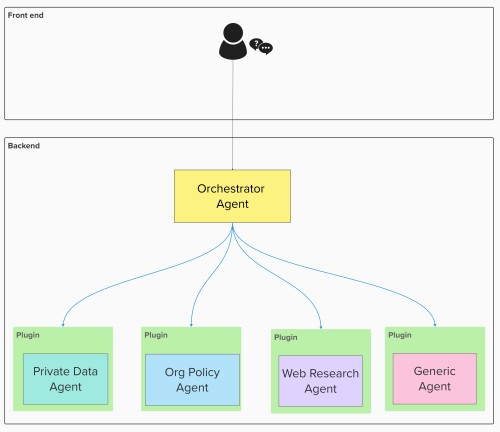 Front end
?
Backend
Orchestrator
Agent
Plugin
Plugin
Plugin
Plugin
Private Data
Agent
Org Policy
Agent
Web Research
Agent
Generic
Agent